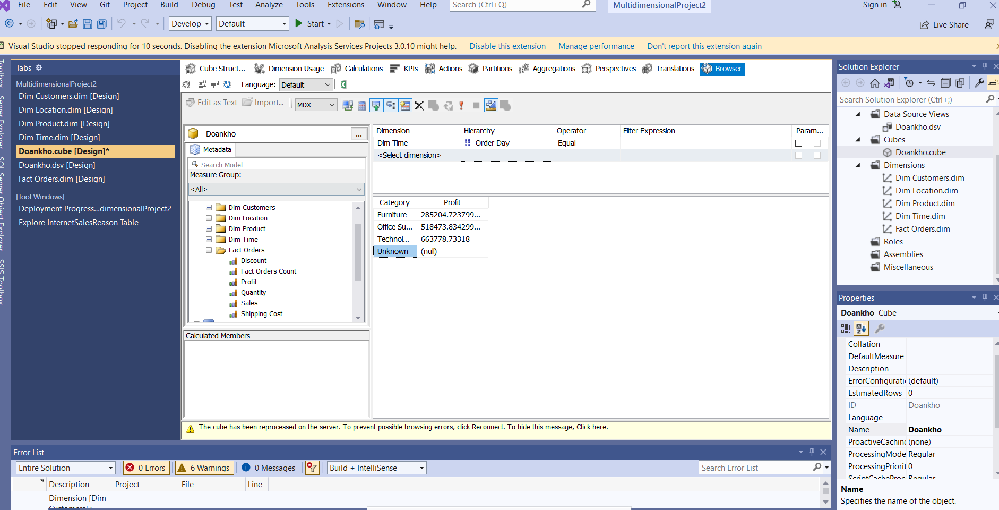 File Edit View Git Project Build Debug Test Analyze Tools Extensions Window Help Search (Ctrl+Q) MultidimensionalProject2 Sign in
Develop Default Start Live Share
Visual Studio stopped responding for 10 seconds. Disabling the extension Microsoft Analysis Services Projects 3.0.10 might help. Disable this extension Manage performance Don't report this extension again
Toolbox
Server Explorer
SQL Server Object Explorer
SSIS Toolbox
Tabs
MultidimensionalProject2
Dim Customers.dim [Design]
Dim Location.dim [Design]
Dim Product.dim [Design]
Dim Time.dim [Design]
Doankho.cube [Design]*
Doankho.dsv [Design]
Fact Orders.dim [Design]
[Tool Windows]
Deployment Progress...dimensionalProject2
Explore InternetSalesReason Table
Cube Struct... Dimension Usage Calculations KPIs Actions Partitions Aggregations Perspectives Translations Browser
Language: Default
Edit as Text Import... MDX
Doankho ...
Metadata
Search Model
Measure Group:
<All>
Dim Customers
Dim Location
Dim Product
Dim Time
Fact Orders
Discount
Fact Orders Count
Profit
Quantity
Sales
Shipping Cost
Calculated Members
Dimension Hierarchy Operator Filter Expression Param...
Dim Time Order Day Equal
<Select dimension>
Category Profit
Furniture 285204.723799...
Office Su... 518473.834299...
Technol... 663778.73318
Unknown (null)
The cube has been reprocessed on the server. To prevent possible browsing errors, click Reconnect. To hide this message, Click here.
Error List
Entire Solution 0 Errors 6 Warnings 0 Messages Build + IntelliSense Search Error List
Description Project File Line
Dimension [Dim
Solution Explorer
Search Solution Explorer (Ctrl+;)
Data Source Views
Doankho.dsv
Cubes
Doankho.cube
Dimensions
Dim Customers.dim
Dim Location.dim
Dim Product.dim
Dim Time.dim
Fact Orders.dim
Roles
Assemblies
Miscellaneous
Properties
Doankho Cube
Collation
DefaultMeasure
Description
ErrorConfigurati (default)
EstimatedRows 0
ID Doankho
Language
Name Doankho
ProactiveCaching (none)
ProcessingMode Regular
ProcessingPriorit 0
ScriptCacheProc Regular
Name
Specifies the name of the object.